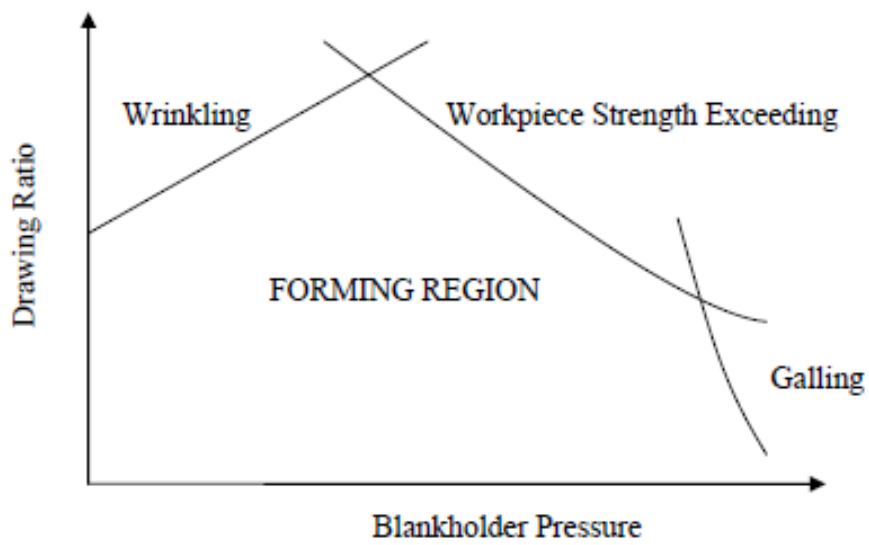 Wrinkling
Workpiece Strength Exceeding
Drawing Ratio
FORMING REGION
Galling
Blankholder Pressure